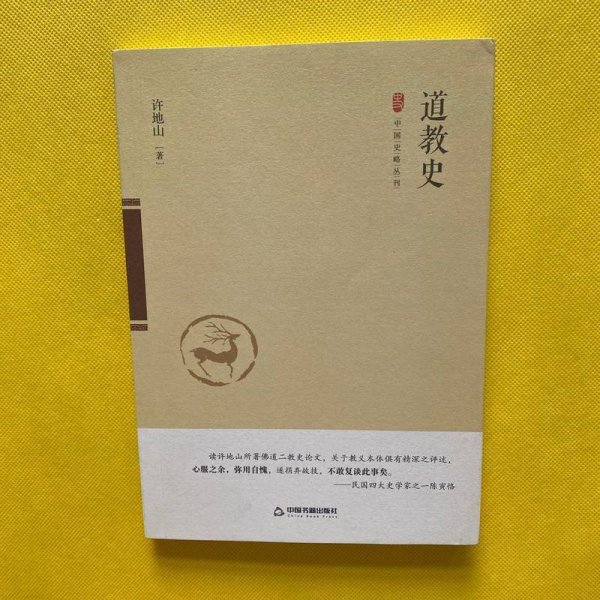 道教史
中国史略丛刊
许地山 [著]
读许地山所著佛道二教史论文，关于教义本体俱有精深之评述，
心服之余，弥用自愧，遂捐弃故技，不敢复谈此事矣。
——民国四大史学家之一陈寅恪
中国书籍出版社
China Book Press